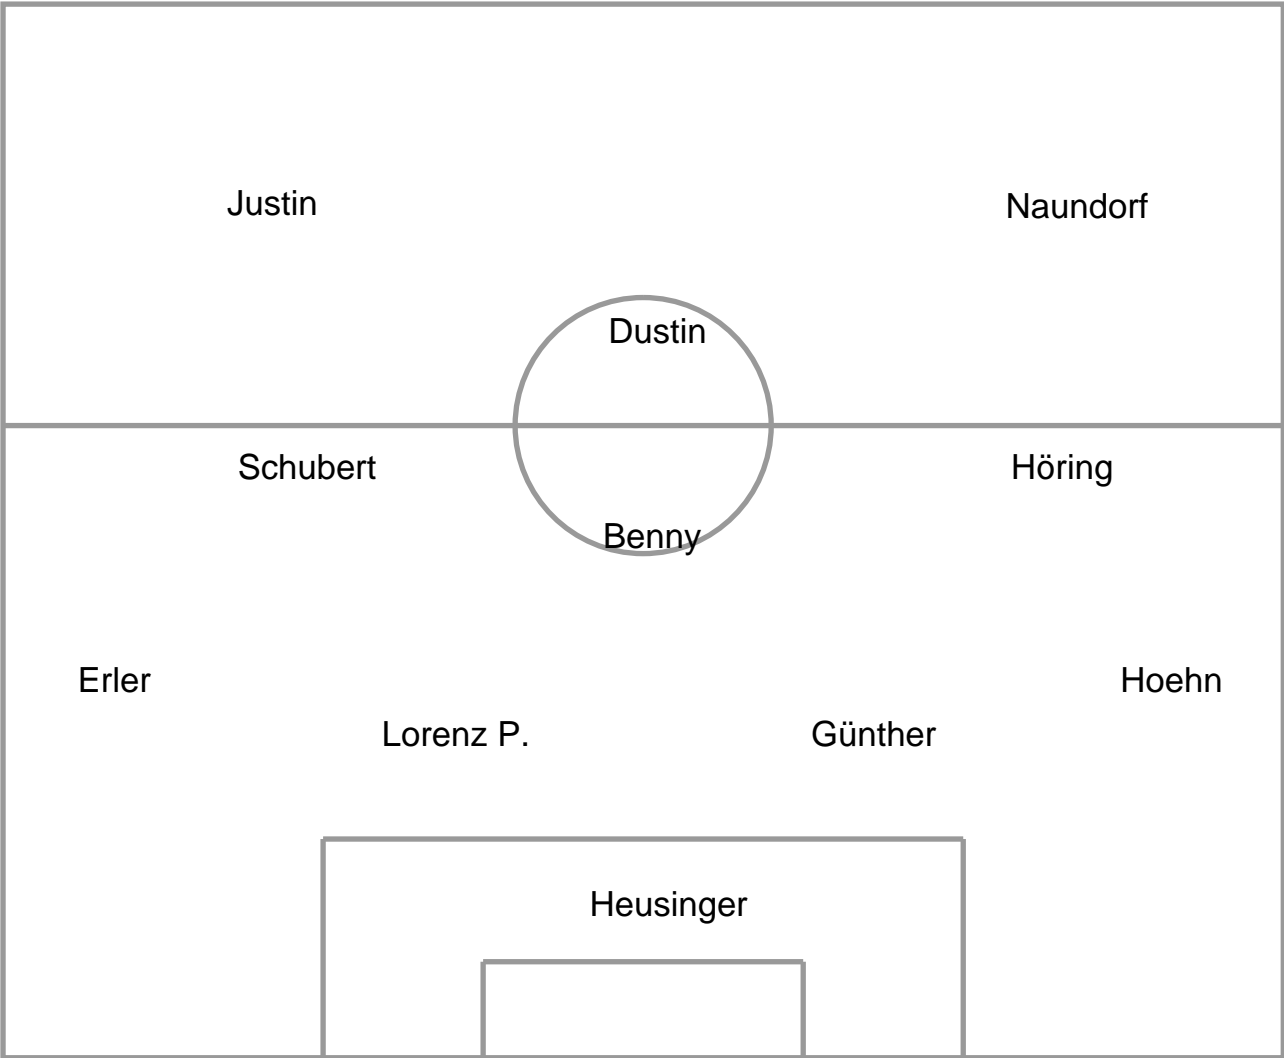 Justin
Naundorf
Dustin
Schubert
Höring
Benny
Erler
Hoehn
Lorenz P.
Günther
Heusinger